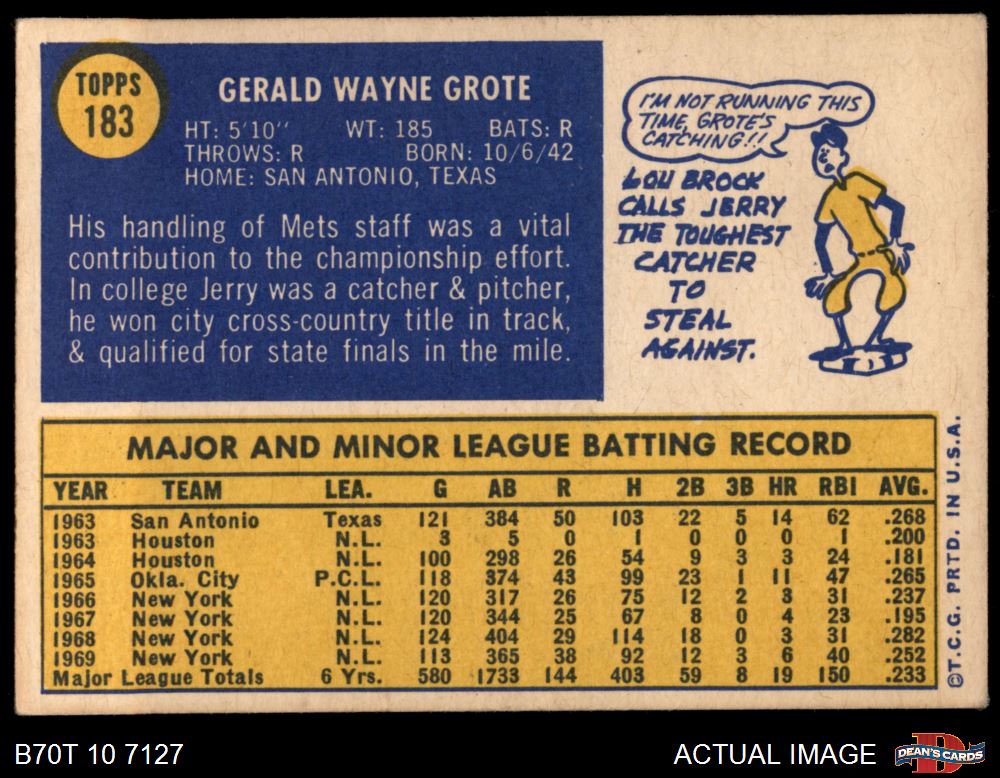 TOPPS
183
GERALD WAYNE GROTE
HT: 5'10" WT: 185 BATS: R
THROWS: R BORN: 10/6/42
HOME: SAN ANTONIO, TEXAS
His handling of Mets staff was a vital
contribution to the championship effort.
In college Jerry was a catcher & pitcher,
he won city cross-country title in track,
& qualified for state finals in the mile.
I'M NOT RUNNING THIS
TIME, GROTE'S
CATCHING!!
LOU BROCK
CALLS JERRY
THE TOUGHEST
CATCHER
TO
STEAL
AGAINST.
MAJOR AND MINOR LEAGUE BATTING RECORD
YEAR TEAM LEA. G AB R H 2B 3B HR RBI AVG.
1963 San Antonio Texas 121 384 50 103 22 5 14 62 .268
1963 Houston N.L. 3 5 0 1 0 0 0 1 .200
1964 Houston N.L. 100 298 26 54 9 3 3 24 .181
1965 Okla. City P.C.L. 118 374 43 99 23 1 11 47 .265
1966 New York N.L. 120 317 26 75 12 2 3 31 .237
1967 New York N.L. 120 344 25 67 8 0 4 23 .195
1968 New York N.L. 124 404 29 114 18 0 3 31 .282
1969 New York N.L. 113 365 38 92 12 3 6 40 .252
Major League Totals 6 Yrs. 580 1733 144 403 59 8 19 150 .233
©T.C.G. PRTD. IN U.S.A.
B70T 10 7127
ACTUAL IMAGE
DEAN'S CARDS